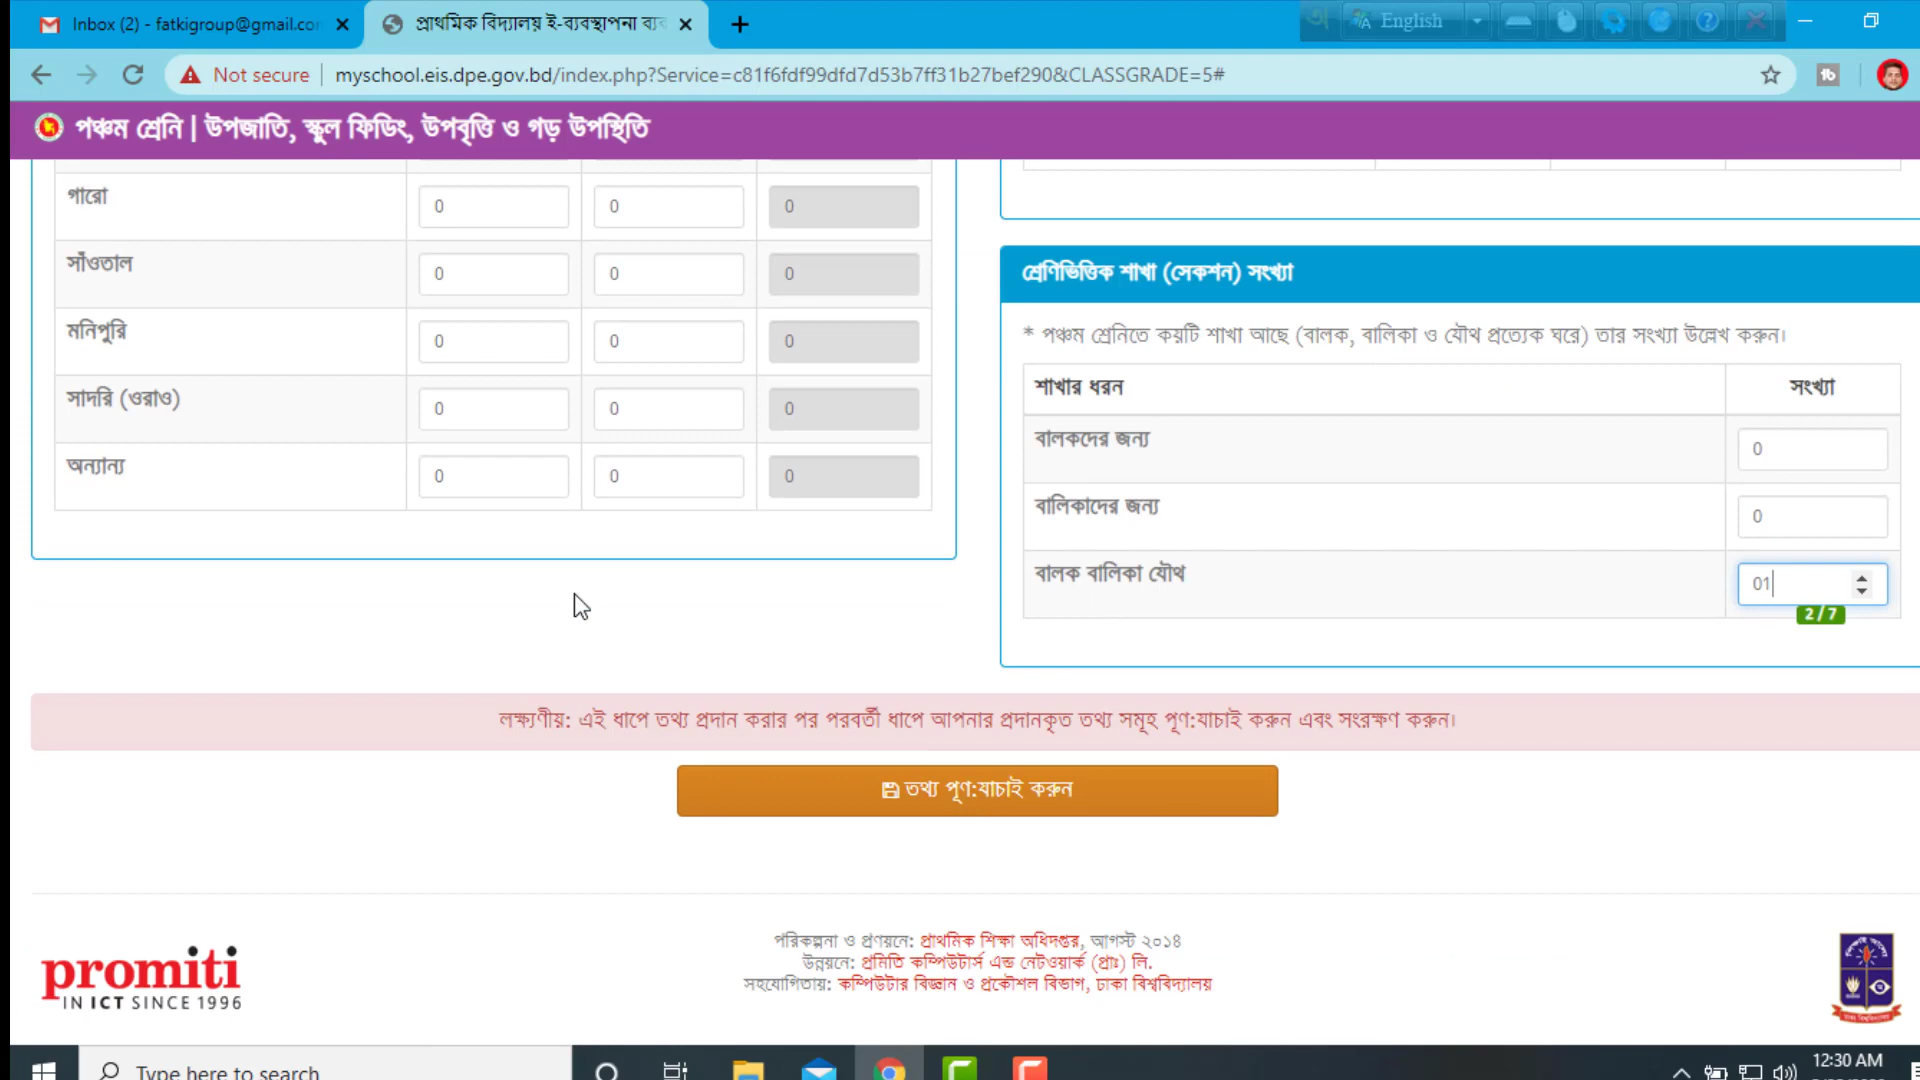 Inbox (2) - fatkigroup@gmail.co
প্রাথমিক বিদ্যালয় ই-ব্যবস্থাপনা ব্যব
English
Not secure
myschool.eis.dpe.gov.bd/index.php?Service=c81f6fdf99dfd7d53b7ff31b27bef290&CLASSGRADE=5#
পঞ্চম শ্রেনি | উপজাতি, স্কুল ফিডিং, উপবৃত্তি ও গড় উপস্থিতি
গারো 0 0 0
সাঁওতাল 0 0 0
মনিপুরি 0 0 0
সাদরি (ওরাও) 0 0 0
অন্যান্য 0 0 0
শ্রেণিভিত্তিক শাখা (সেকশন) সংখ্যা
* পঞ্চম শ্রেনিতে কয়টি শাখা আছে (বালক, বালিকা ও যৌথ প্রত্যেক ঘরে) তার সংখ্যা উল্লেখ করুন।
শাখার ধরন সংখ্যা
বালকদের জন্য 0
বালিকাদের জন্য 0
বালক বালিকা যৌথ 01
2 / 7
লক্ষ্যণীয়: এই ধাপে তথ্য প্রদান করার পর পরবর্তী ধাপে আপনার প্রদানকৃত তথ্য সমূহ পূণ:যাচাই করুন এবং সংরক্ষণ করুন।
তথ্য পূণ:যাচাই করুন
promiti
IN ICT SINCE 1996
পরিকল্পনা ও প্রণয়নে: প্রাথমিক শিক্ষা অধিদপ্তর, আগস্ট ২০১৪
উন্নয়নে: প্রমিতি কম্পিউটার্স এন্ড নেটওয়ার্ক (প্রাঃ) লি.
সহযোগিতায়: কম্পিউটার বিজ্ঞান ও প্রকৌশল বিভাগ, ঢাকা বিশ্ববিদ্যালয়
Type here to search
12:30 AM